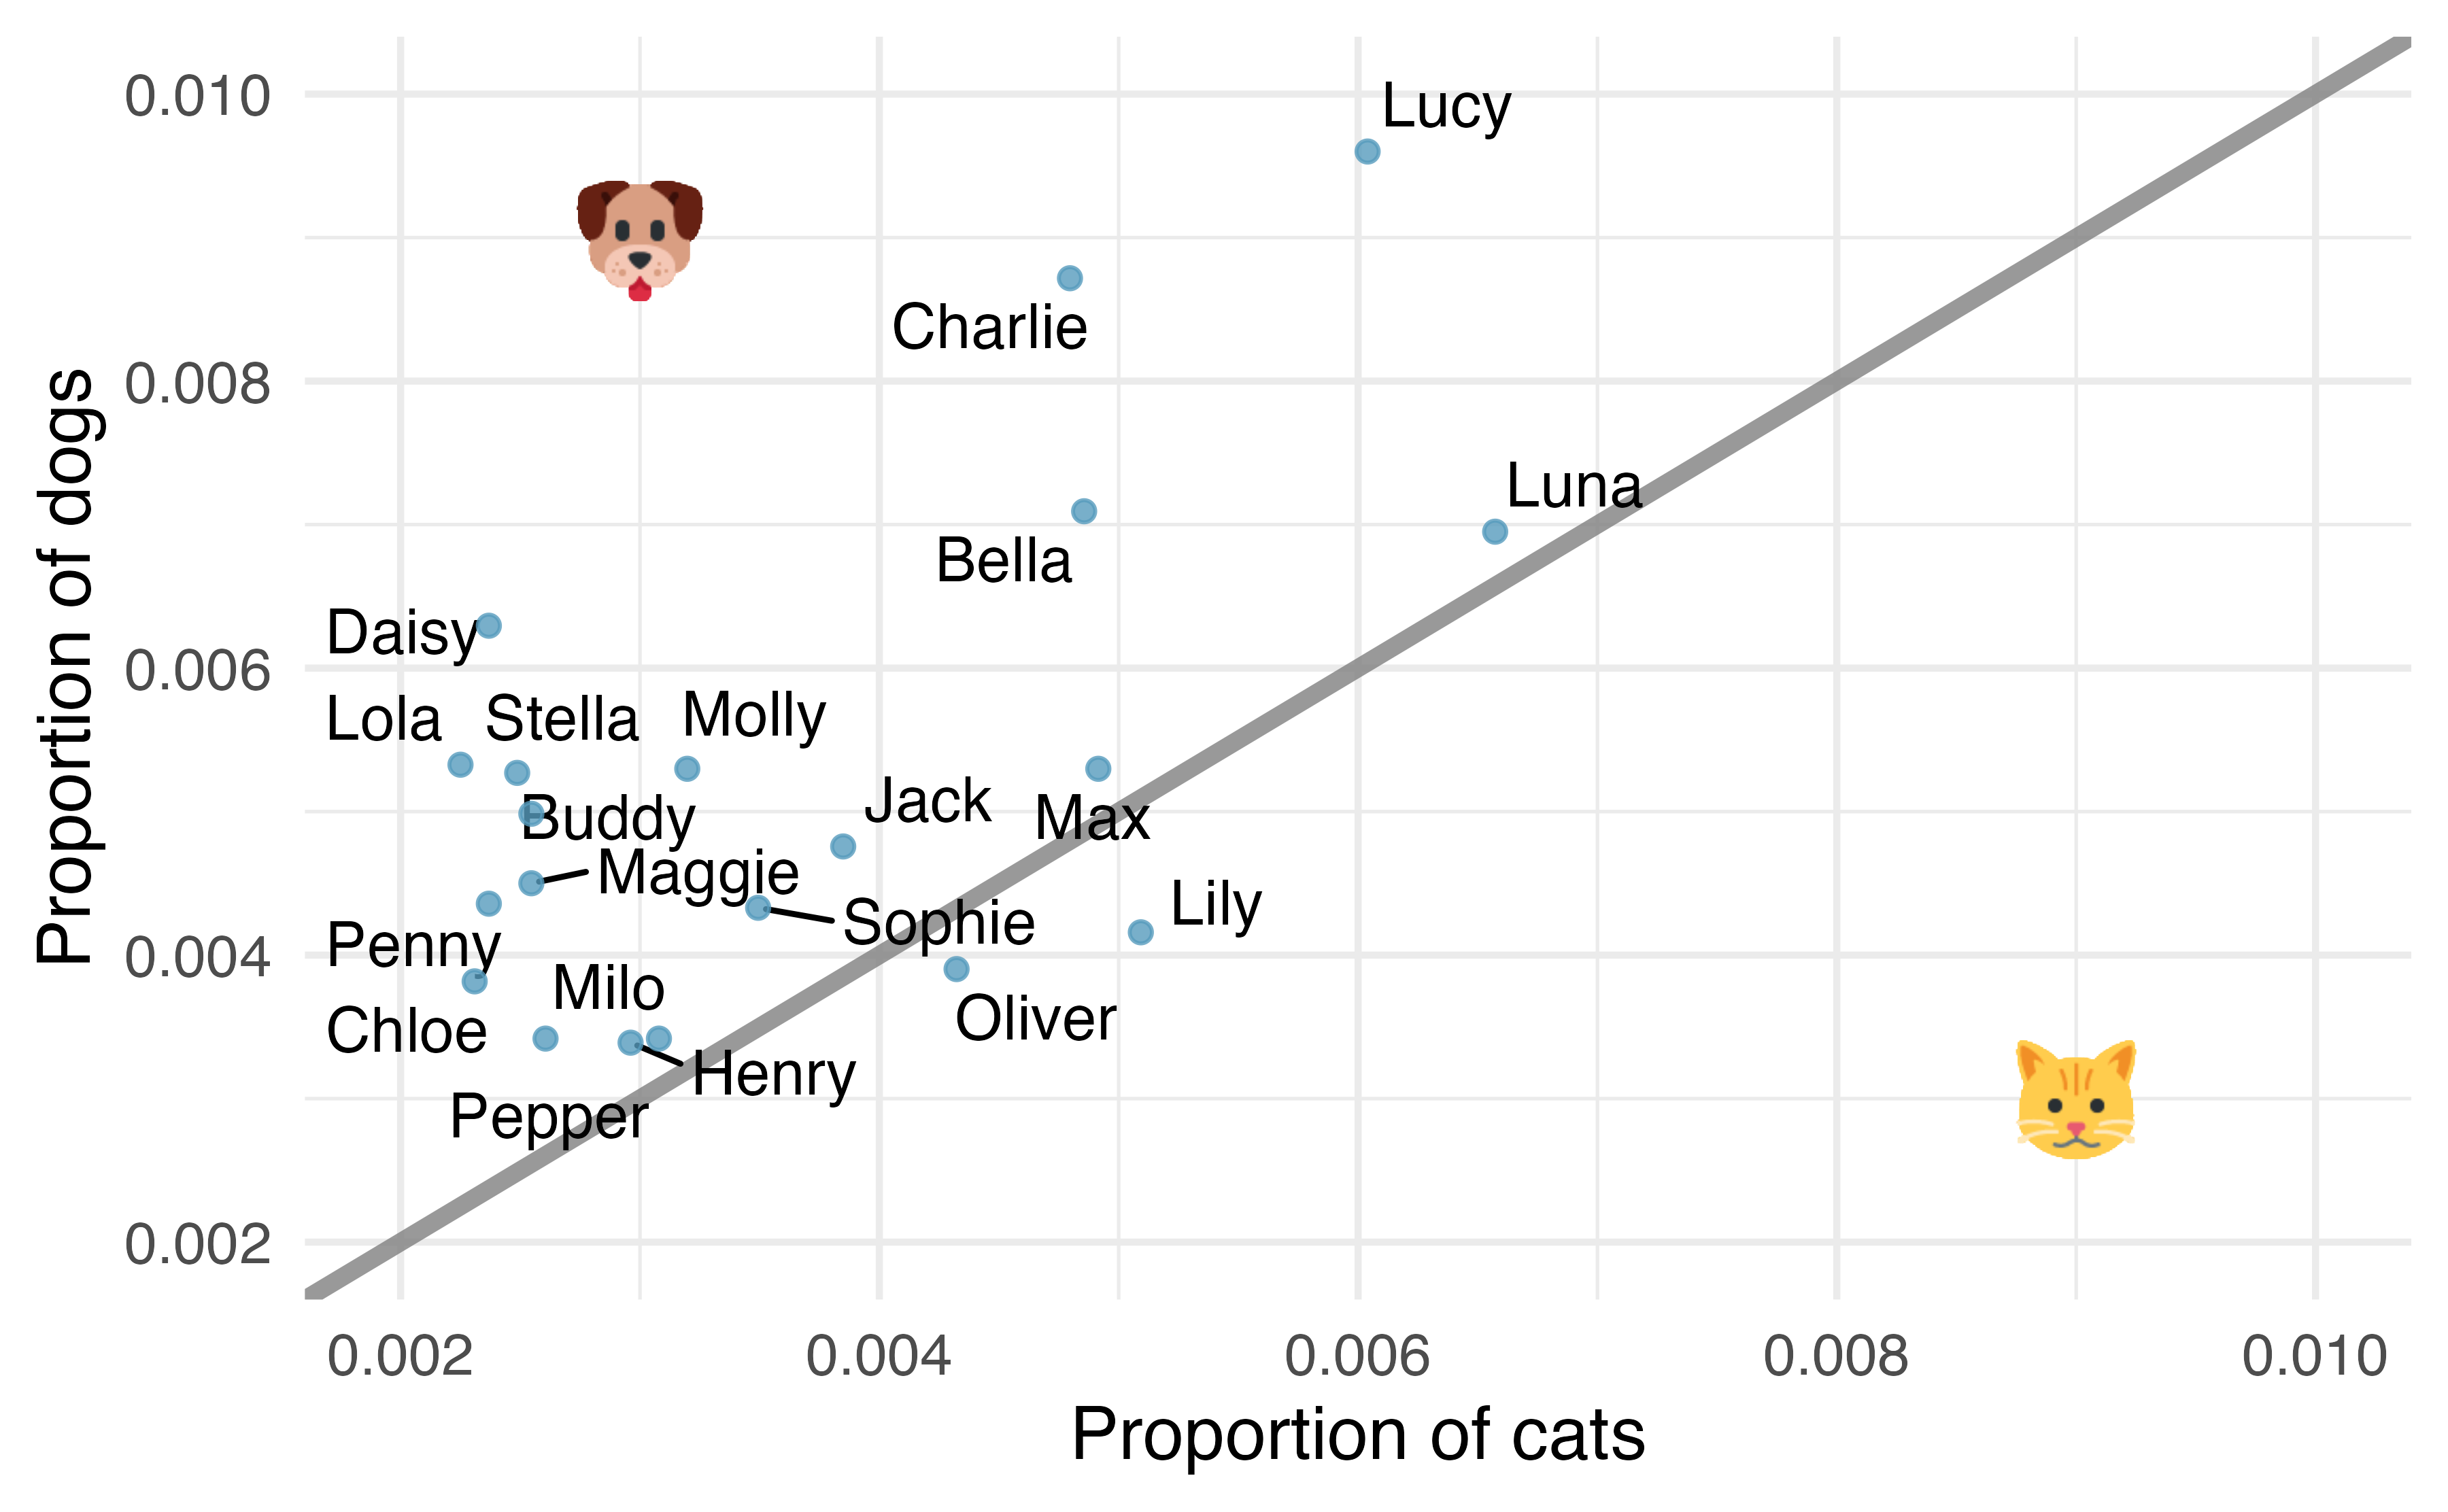 0.010
0.008
0.006
0.004
0.002
Proportion of dogs
Lucy
Charlie
Luna
Bella
Daisy
Lola
Stella
Molly
Buddy
Jack
Max
Maggie
Sophie
Lily
Penny
Milo
Oliver
Chloe
Henry
Pepper
0.002
0.004
0.006
0.008
0.010
Proportion of cats